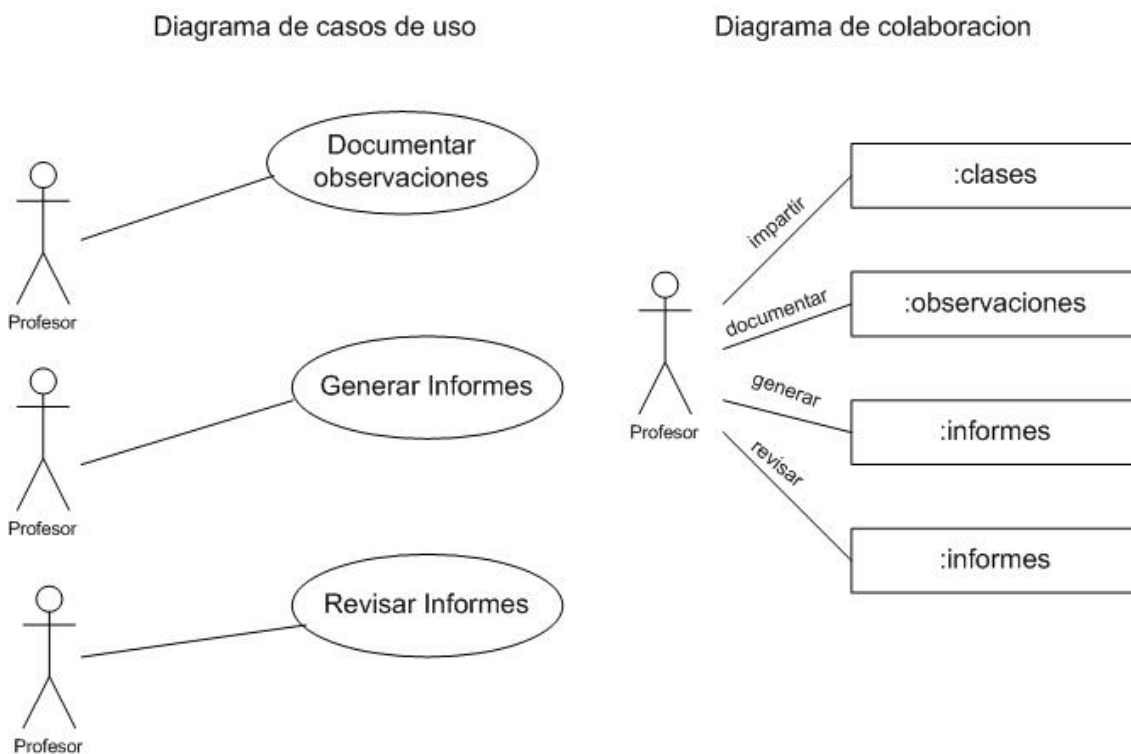 Diagrama de casos de uso
Documentar
observaciones
Profesor
Generar Informes
Profesor
Revisar Informes
Profesor
Diagrama de colaboracion
impartir
:clases
documentar
:observaciones
Profesor
generar
:informes
revisar
:informes